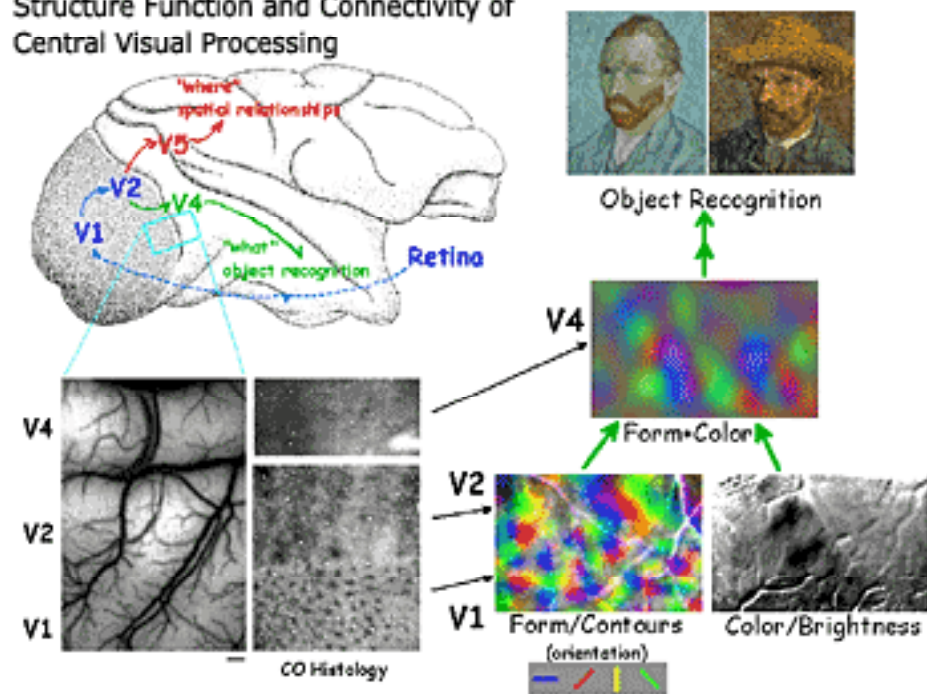 Structure Function and Connectivity of
Central Visual Processing
"where"
spatial relationships
V5
V2
V4
V1
"what"
object recognition
Retina
Object Recognition
V4
Form+Color
V4
V2
V1
CO Histology
V2
V1
Form/Contours
(orientation)
Color/Brightness